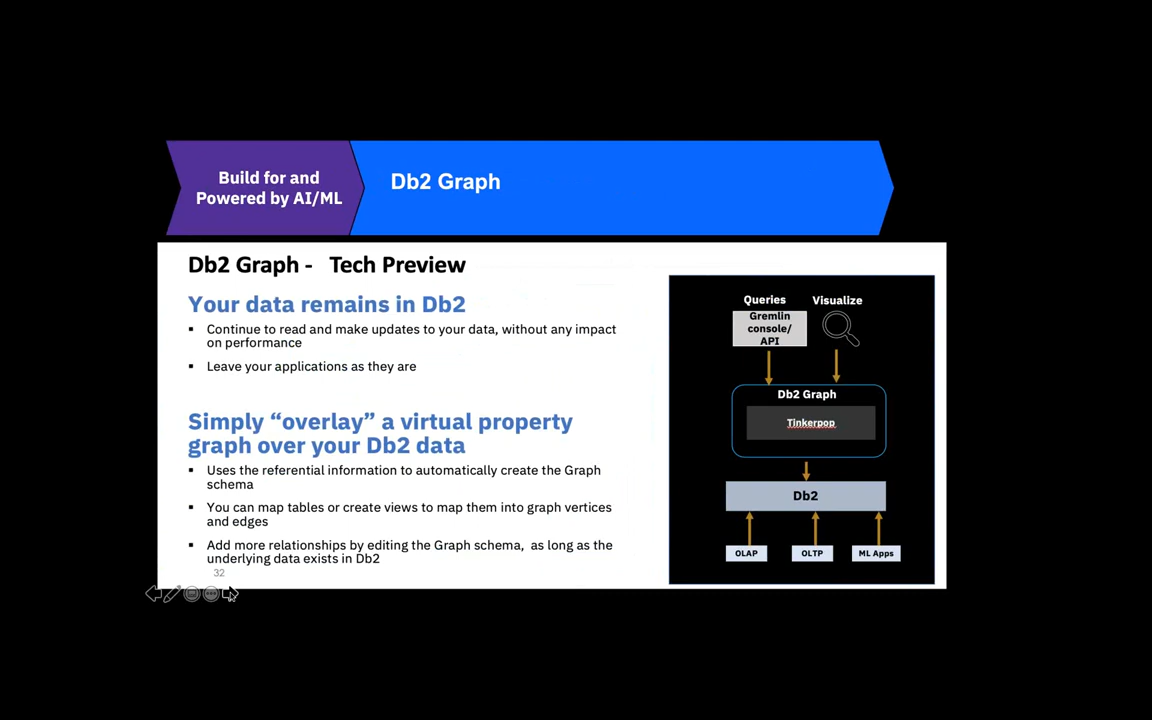 Build for and
Powered by AI/ML
Db2 Graph
Db2 Graph - Tech Preview
Your data remains in Db2
▪ Continue to read and make updates to your data, without any impact
on performance
▪ Leave your applications as they are
Simply “overlay” a virtual property
graph over your Db2 data
▪ Uses the referential information to automatically create the Graph
schema
▪ You can map tables or create views to map them into graph vertices
and edges
▪ Add more relationships by editing the Graph schema, as long as the
underlying data exists in Db2
32
Queries
Visualize
Gremlin
console/
API
Db2 Graph
Tinkerpop
Db2
OLAP
OLTP
ML Apps